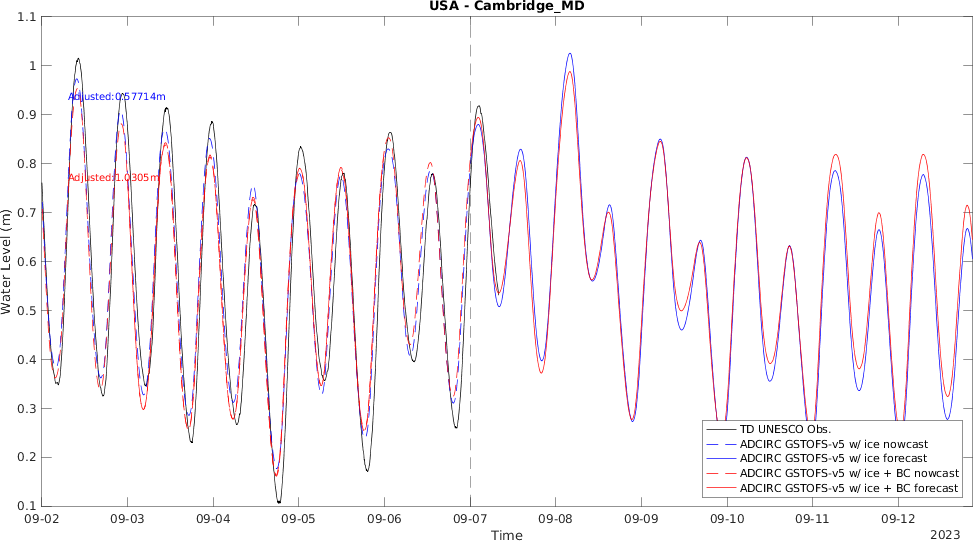 USA - Cambridge_MD
1.1
1
0.9
0.8
0.7
0.6
0.5
0.4
0.3
0.2
0.1
Water Level (m)
Adjusted:0.57714m
Adjusted:1.0305m
TD UNESCO Obs.
ADCIRC GSTOFS-v5 w/ ice nowcast
ADCIRC GSTOFS-v5 w/ ice forecast
ADCIRC GSTOFS-v5 w/ ice + BC nowcast
ADCIRC GSTOFS-v5 w/ ice + BC forecast
09-02 09-03 09-04 09-05 09-06 09-07 09-08 09-09 09-10 09-11 09-12
Time
2023